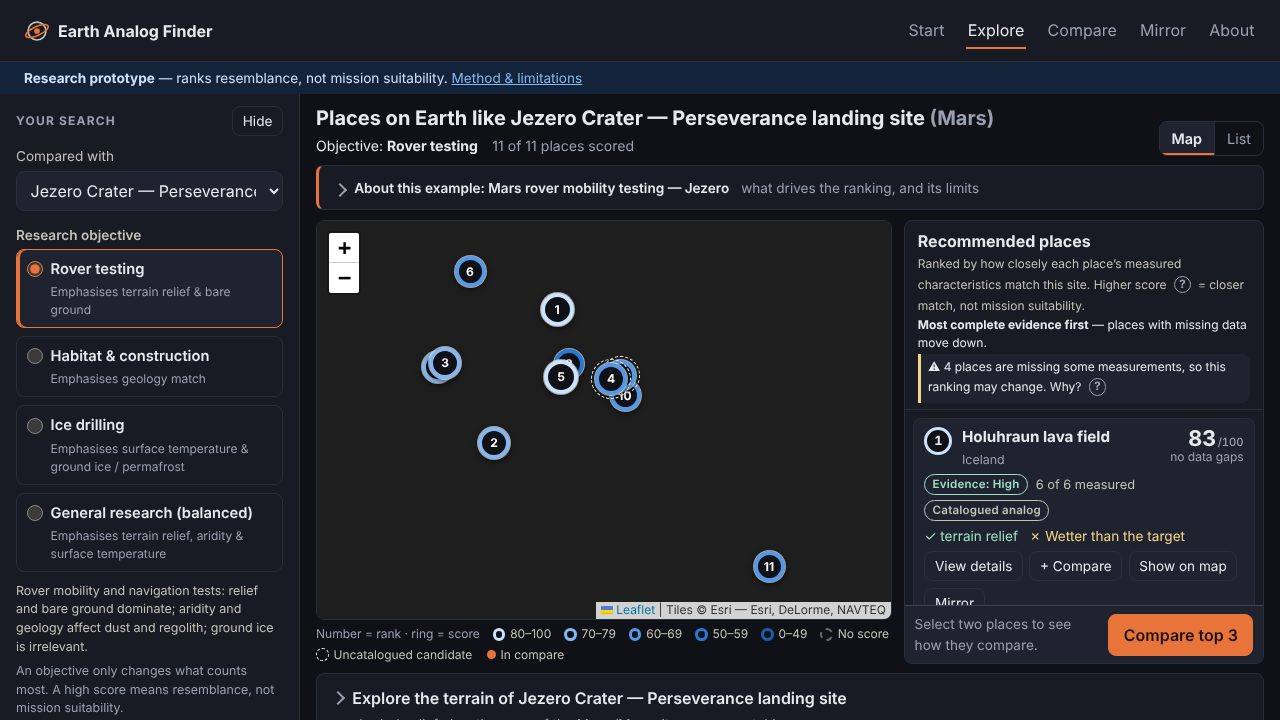 Earth Analog Finder
Start
Explore
Compare
Mirror
About
Research prototype — ranks resemblance, not mission suitability. Method & limitations
YOUR SEARCH
Hide
Compared with
Jezero Crater — Perseverance
Research objective
Rover testing
Emphasises terrain relief & bare
ground
Habitat & construction
Emphasises geology match
Ice drilling
Emphasises surface temperature &
ground ice / permafrost
General research (balanced)
Emphasises terrain relief, aridity &
surface temperature
Rover mobility and navigation tests: relief
and bare ground dominate; aridity and
geology affect dust and regolith; ground ice
is irrelevant.
An objective only changes what counts
most. A high score means resemblance, not
mission suitability.
Places on Earth like Jezero Crater — Perseverance landing site (Mars)
Objective: Rover testing 11 of 11 places scored
Map
List
About this example: Mars rover mobility testing — Jezero what drives the ranking, and its limits
+
−
6
1
3
5
4
10
2
11
Leaflet | Tiles © Esri — Esri, DeLorme, NAVTEQ
Number = rank · ring = score 80–100 70–79 60–69 50–59 0–49 No score
Uncatalogued candidate In compare
Recommended places
Ranked by how closely each place's measured
characteristics match this site. Higher score ? = closer
match, not mission suitability.
Most complete evidence first — places with missing data
move down.
⚠ 4 places are missing some measurements, so this
ranking may change. Why? ?
1 Holuhraun lava field 83/100
Iceland no data gaps
Evidence: High 6 of 6 measured
Catalogued analog
✓ terrain relief × Wetter than the target
View details
+ Compare
Show on map
Mirror
Select two places to see
how they compare.
Compare top 3
Explore the terrain of Jezero Crater — Perseverance landing site